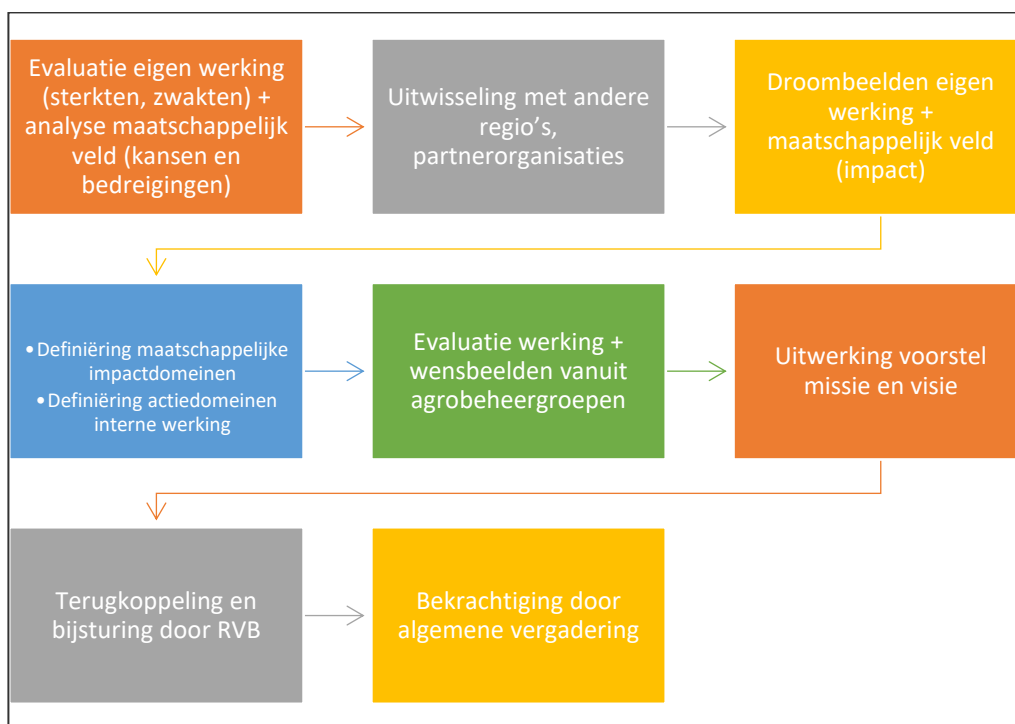 Evaluatie eigen werking
(sterkten, zwakten) +
analyse maatschappelijk
veld (kansen en
bedreigingen)
Uitwisseling met andere
regio's,
partnerorganisaties
Droombeelden eigen
werking +
maatschappelijk veld
(impact)
•Definiëring maatschappelijke
impactdomeinen
•Definiëring actiedomeinen
interne werking
Evaluatie werking +
wensbeelden vanuit
agrobeheergroepen
Uitwerking voorstel
missie en visie
Terugkoppeling en
bijsturing door RVB
Bekrachtiging door
algemene vergadering